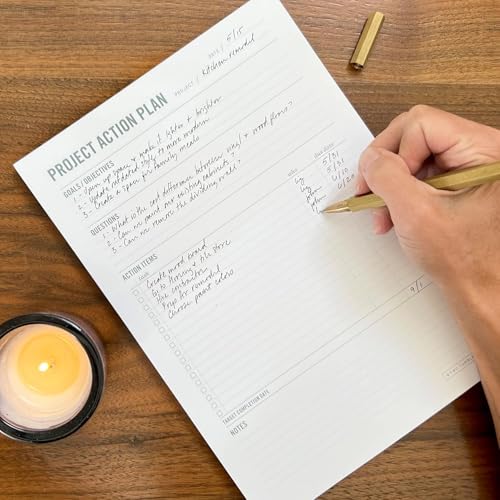 PROJECT ACTION PLAN
DATE / 5/15
PROJECT / Kitchen remodel
GOALS/OBJECTIVES
1 - Open up space & make it lighter & brighter
2 - Update outdated style to more modern
3 - Create a space for family meals
QUESTIONS
1 - What is the cost difference between vinyl & wood floors?
2 - Can we paint our existing cabinets?
3 - Can we remove the dividing wall?
ACTION ITEMS
TASK
WHO
DUE DATE
Create mood board
5/31
Go to flooring & tile store
5/31
Hire contractor
6/10
Prep for remodel
6/20
Choose paint colors
TARGET COMPLETION DATE
9/1
NOTES